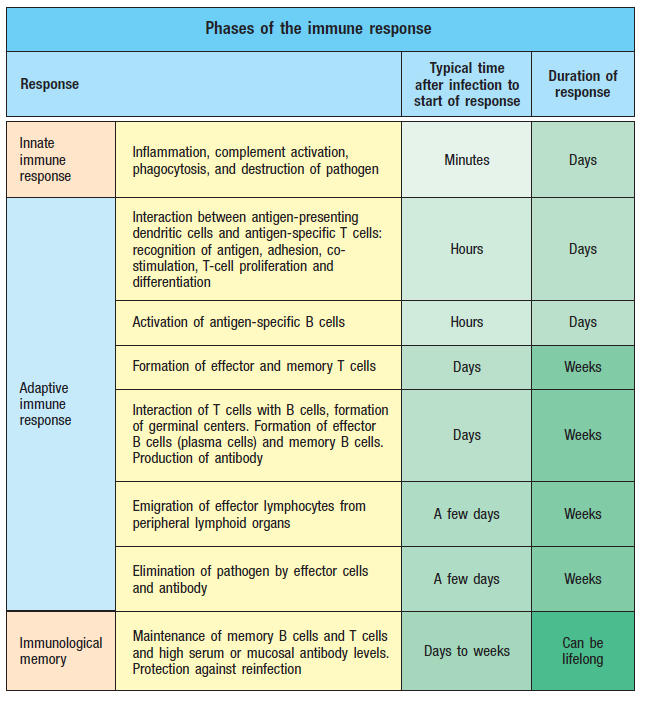 Phases of the immune response
Response
Typical time
after infection to
start of response
Duration of
response
Innate
immune
response
Inflammation, complement activation,
phagocytosis, and destruction of pathogen
Minutes
Days
Adaptive
immune
response
Interaction between antigen-presenting
dendritic cells and antigen-specific T cells:
recognition of antigen, adhesion, co-
stimulation, T-cell proliferation and
differentiation
Hours
Days
Activation of antigen-specific B cells
Hours
Days
Formation of effector and memory T cells
Days
Weeks
Interaction of T cells with B cells, formation
of germinal centers. Formation of effector
B cells (plasma cells) and memory B cells.
Production of antibody
Days
Weeks
Emigration of effector lymphocytes from
peripheral lymphoid organs
A few days
Weeks
Elimination of pathogen by effector cells
and antibody
A few days
Weeks
Immunological
memory
Maintenance of memory B cells and T cells
and high serum or mucosal antibody levels.
Protection against reinfection
Days to weeks
Can be
lifelong